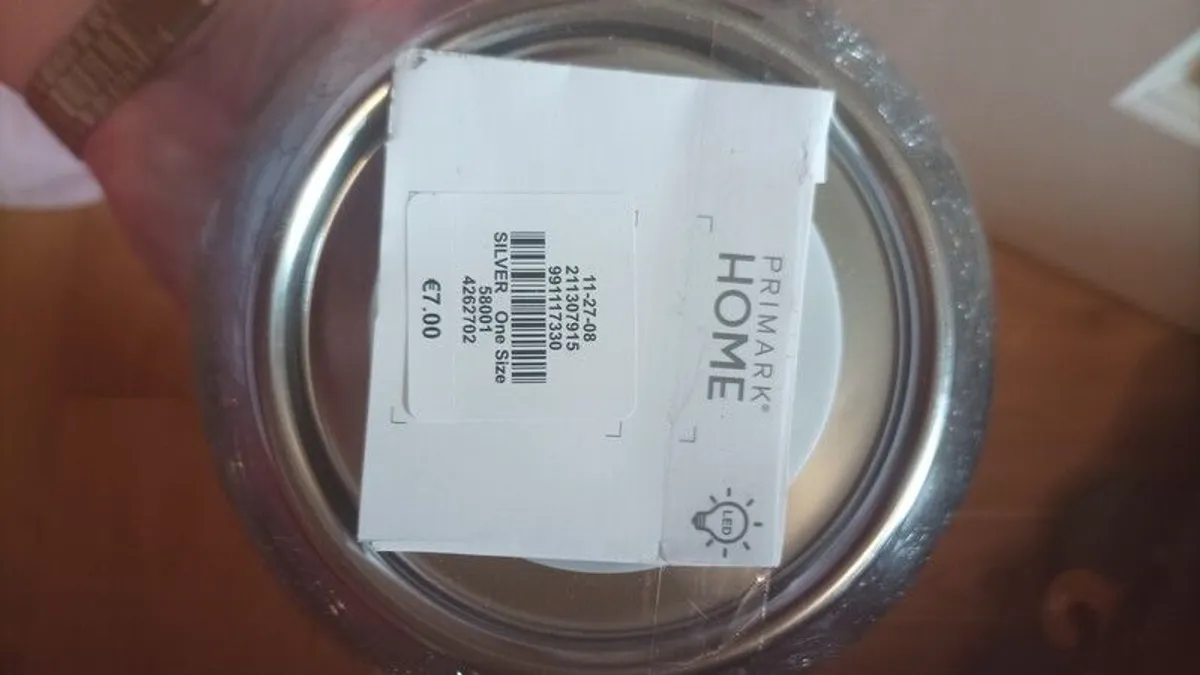 PRIMARK®
HOME
11-27-08
211307915
991117330
SILVER One Size
58001
4262702
€7.00
LED